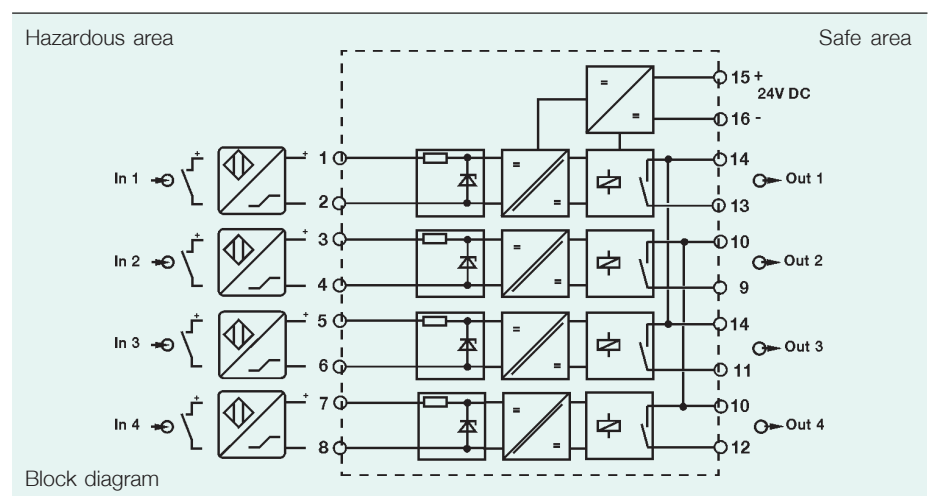 Hazardous area
Safe area
15 +
24V DC
16 -
In 1
+
+
1
2
14
13
Out 1
In 2
+
+
3
4
10
9
Out 2
In 3
+
+
5
6
14
11
Out 3
In 4
+
+
7
8
10
12
Out 4
Block diagram